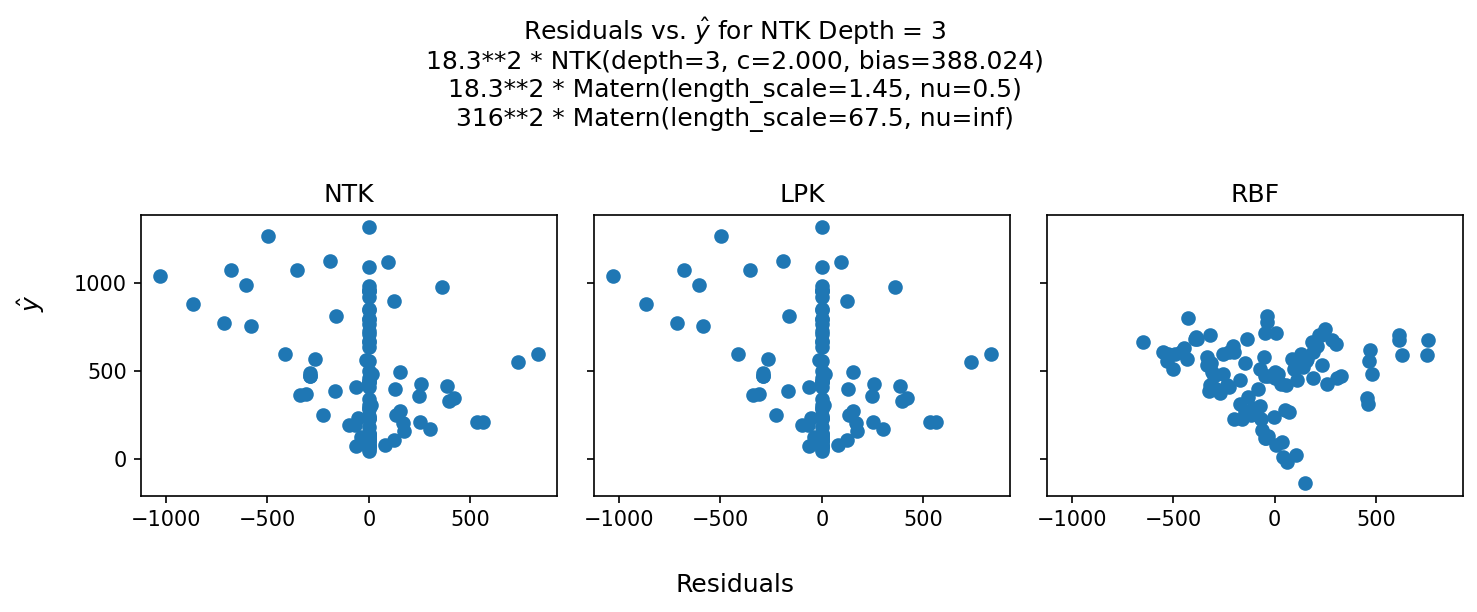 Residuals vs. ŷ for NTK Depth = 3
18.3**2 * NTK(depth=3, c=2.000, bias=388.024)
18.3**2 * Matern(length_scale=1.45, nu=0.5)
316**2 * Matern(length_scale=67.5, nu=inf)
NTK LPK RBF
ŷ
1000
500
0
−1000 −500 0 500 −1000 −500 0 500 −1000 −500 0 500
Residuals